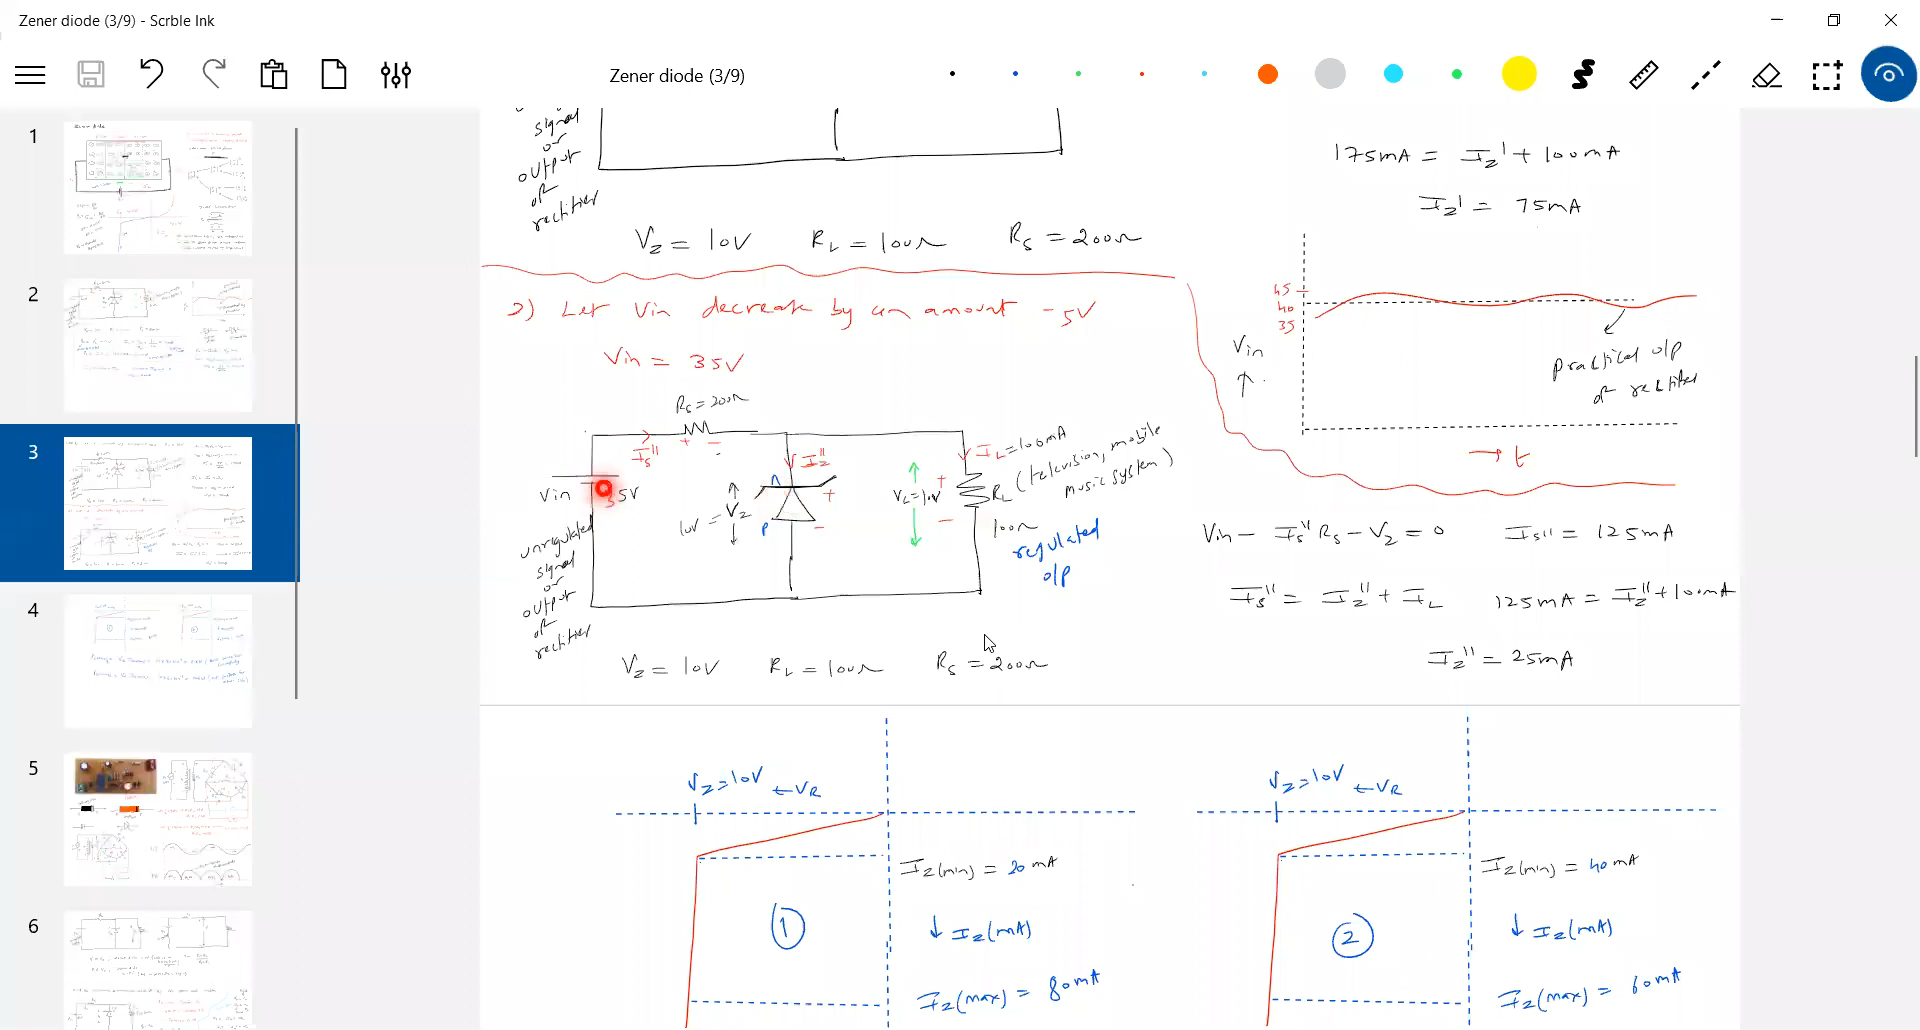 Zener diode (3/9) - Scrble Ink
Zener diode (3/9)
1
2
3
4
5
6
signal
or
output
of
rectifier
Vz = 10V RL = 100Ω Rs = 200Ω
175mA = Iz' + 100mA
Iz' = 75mA
2) Let Vin decrease by an amount -5V
Vin = 35V
Rs = 200Ω
Is''
+ -
Iz''
IL = 100mA
(television, mobile
music system)
Vin 35V
10V = Vz
n
p
+
-
VL = 10V
+
-
RL
100Ω
regulated
o/p
unregulated
signal
or
output
of
rectifier
Vz = 10V RL = 100Ω Rs = 200Ω
45
40
35
Vin
↑
practical o/p
of rectifier
→ t
Vin - Is'' Rs - Vz = 0 Is'' = 125mA
Is'' = Iz'' + IL 125mA = Iz'' + 100mA
Iz'' = 25mA
Vz = 10V ← VR
Iz(min) = 20 mA
1
↓ Iz(mA)
Iz(max) = 80mA
Vz = 10V ← VR
Iz(min) = 40 mA
2
↓ Iz(mA)
Iz(max) = 60mA